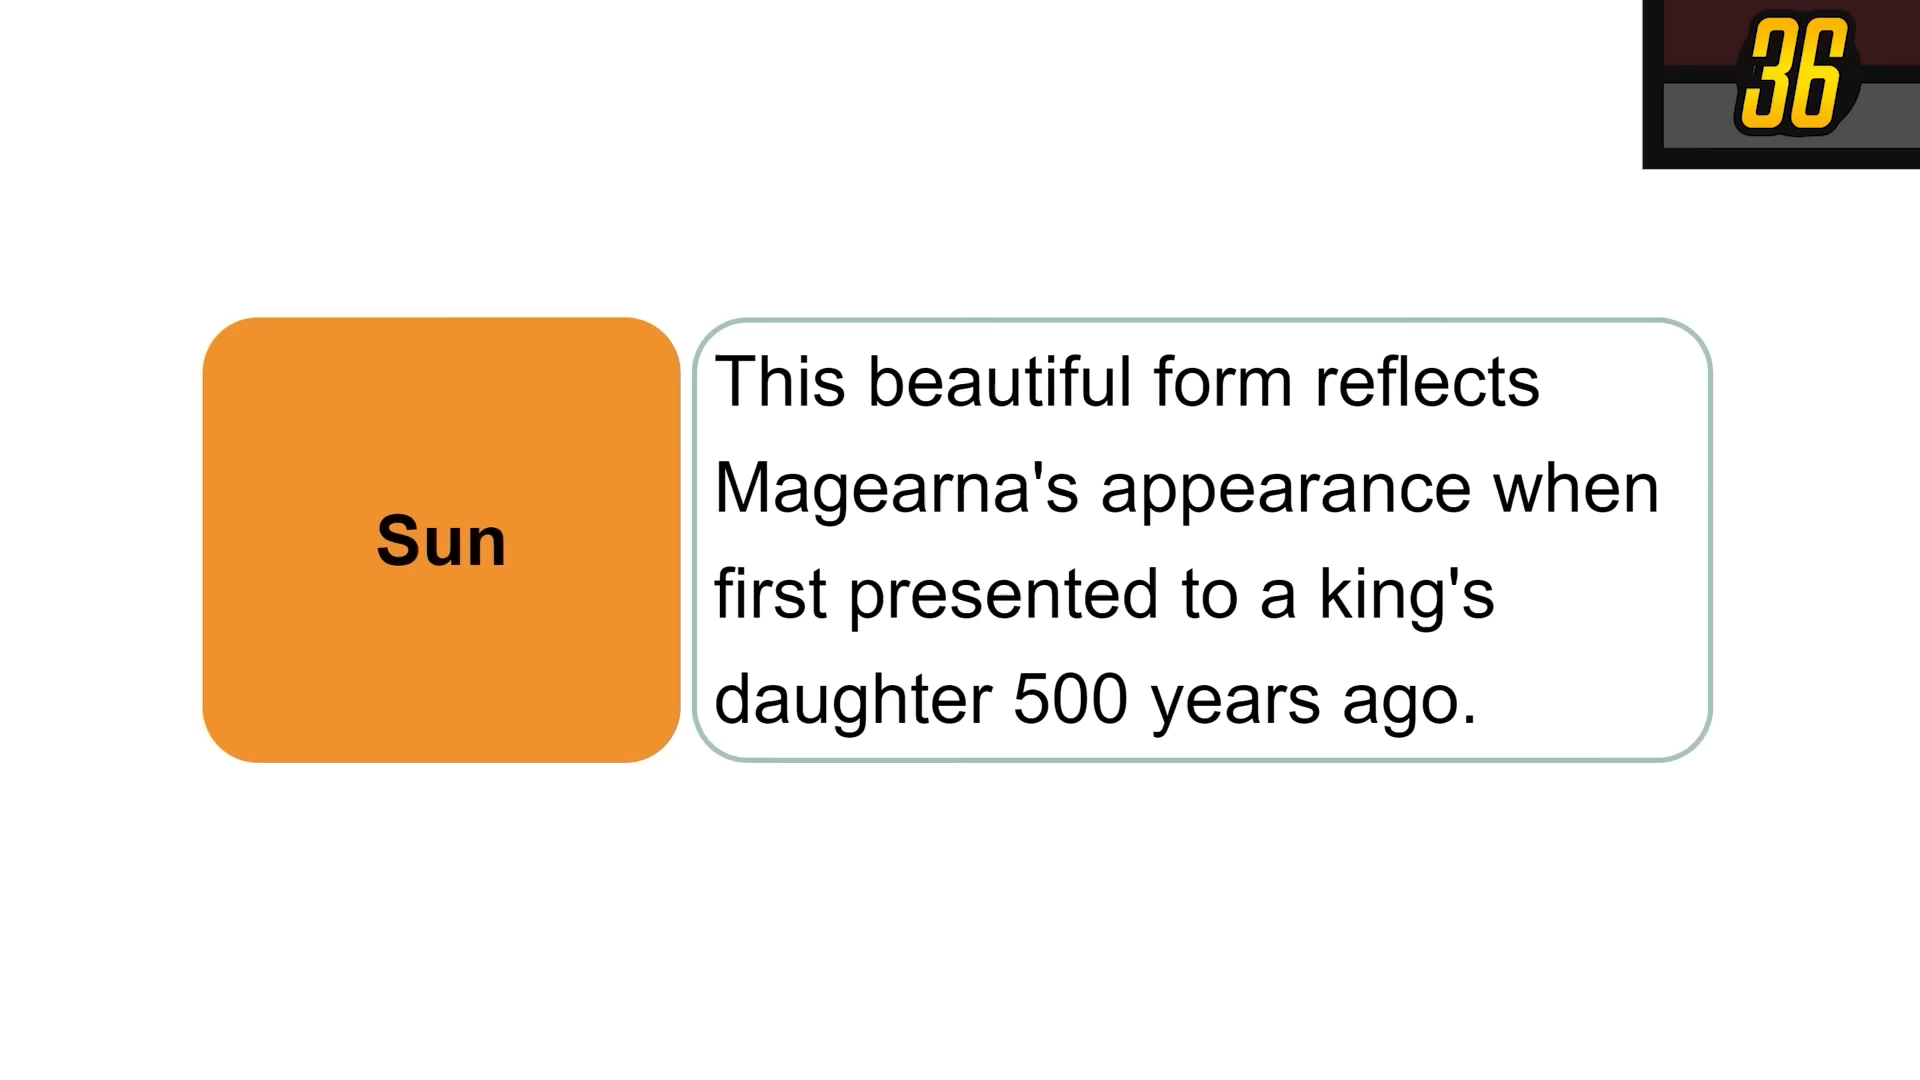 36
Sun
This beautiful form reflects
Magearna's appearance when
first presented to a king's
daughter 500 years ago.